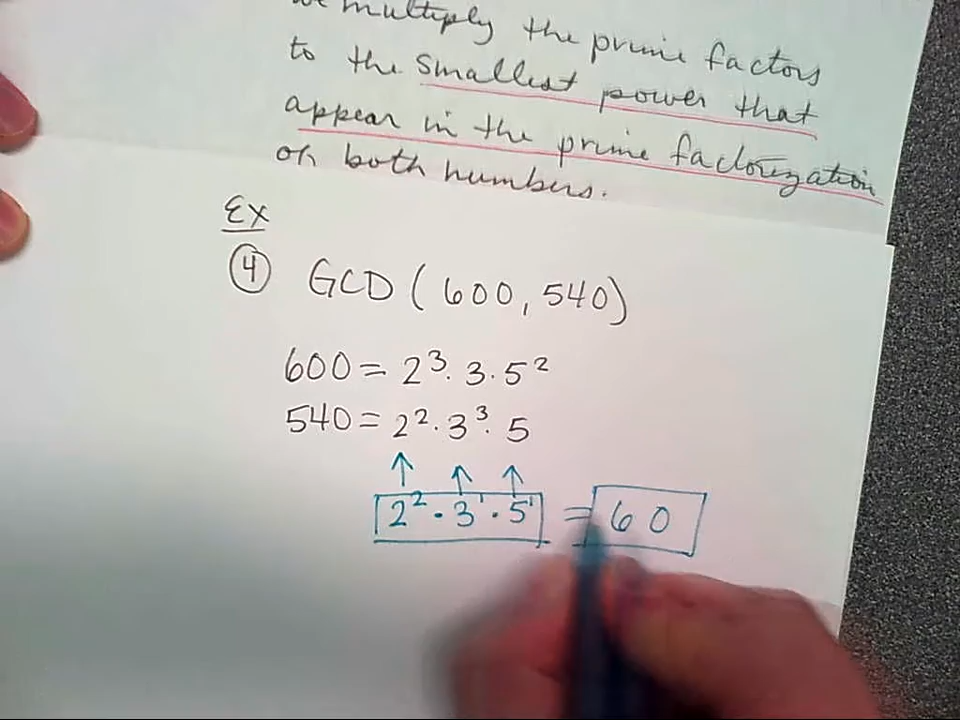 we multiply the prime factors
to the smallest power that
appear in the prime factorization
of both numbers.
Ex
4 GCD (600, 540)
600 = 2³ · 3 · 5²
540 = 2² · 3³ · 5
↑ ↑ ↑
2² · 3¹ · 5¹ = 60